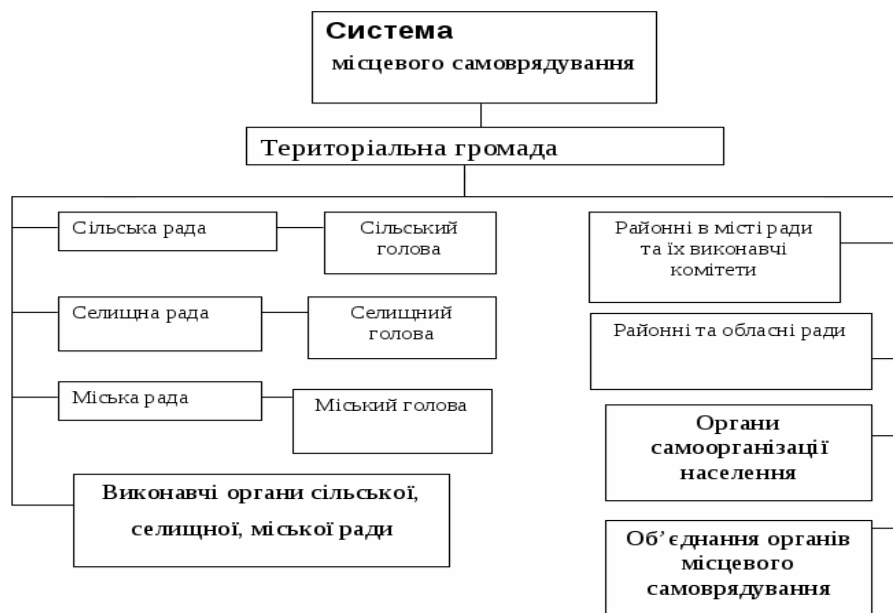 Система
місцевого самоврядування
Територіальна громада
Сільська рада
Сільський
голова
Селищна рада
Селищний
голова
Міська рада
Міський голова
Виконавчі органи сільської,
селищної, міської ради
Районні в місті ради
та їх виконавчі
комітети
Районні та обласні ради
Органи
самоорганізації
населення
Об’єднання органів
місцевого
самоврядування